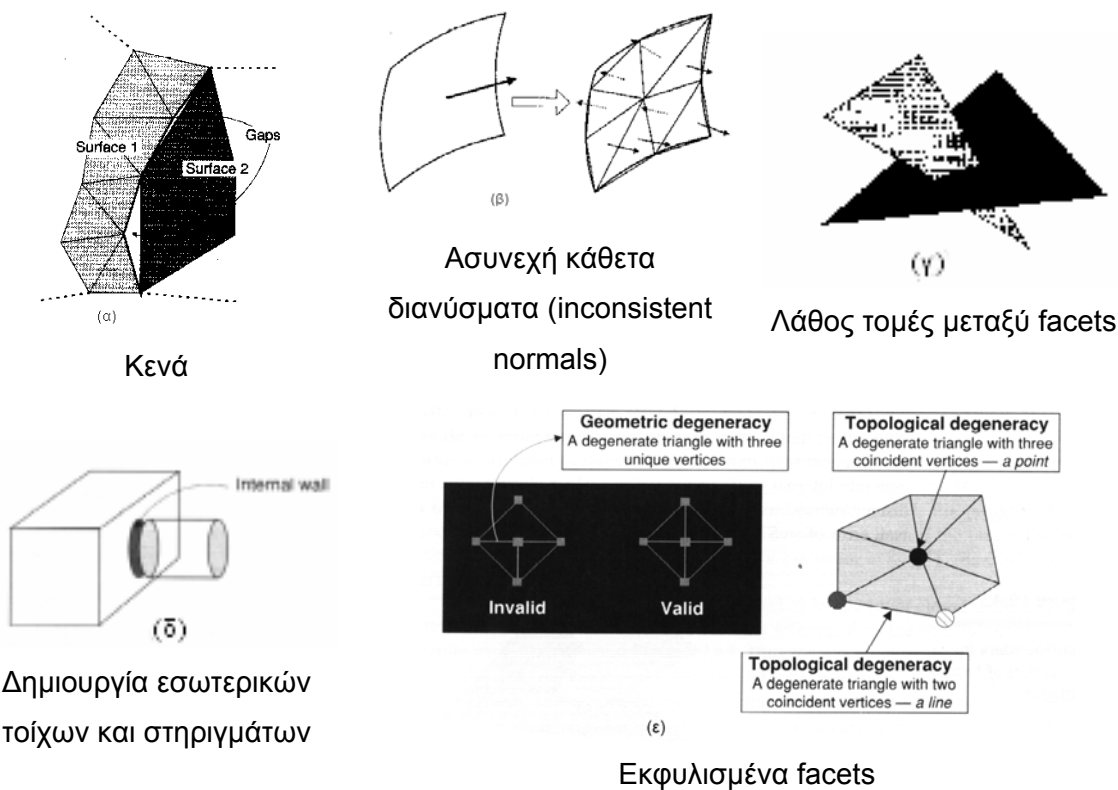 Surface 1
Gaps
Surface 2
(α)
Κενά
(β)
Ασυνεχή κάθετα
διανύσματα (inconsistent
normals)
(γ)
Λάθος τομές μεταξύ facets
Internal wall
(δ)
Δημιουργία εσωτερικών
τοίχων και στηριγμάτων
Geometric degeneracy
A degenerate triangle with three
unique vertices
Topological degeneracy
A degenerate triangle with three
coincident vertices — a point
Invalid
Valid
Topological degeneracy
A degenerate triangle with two
coincident vertices — a line
(ε)
Εκφυλισμένα facets